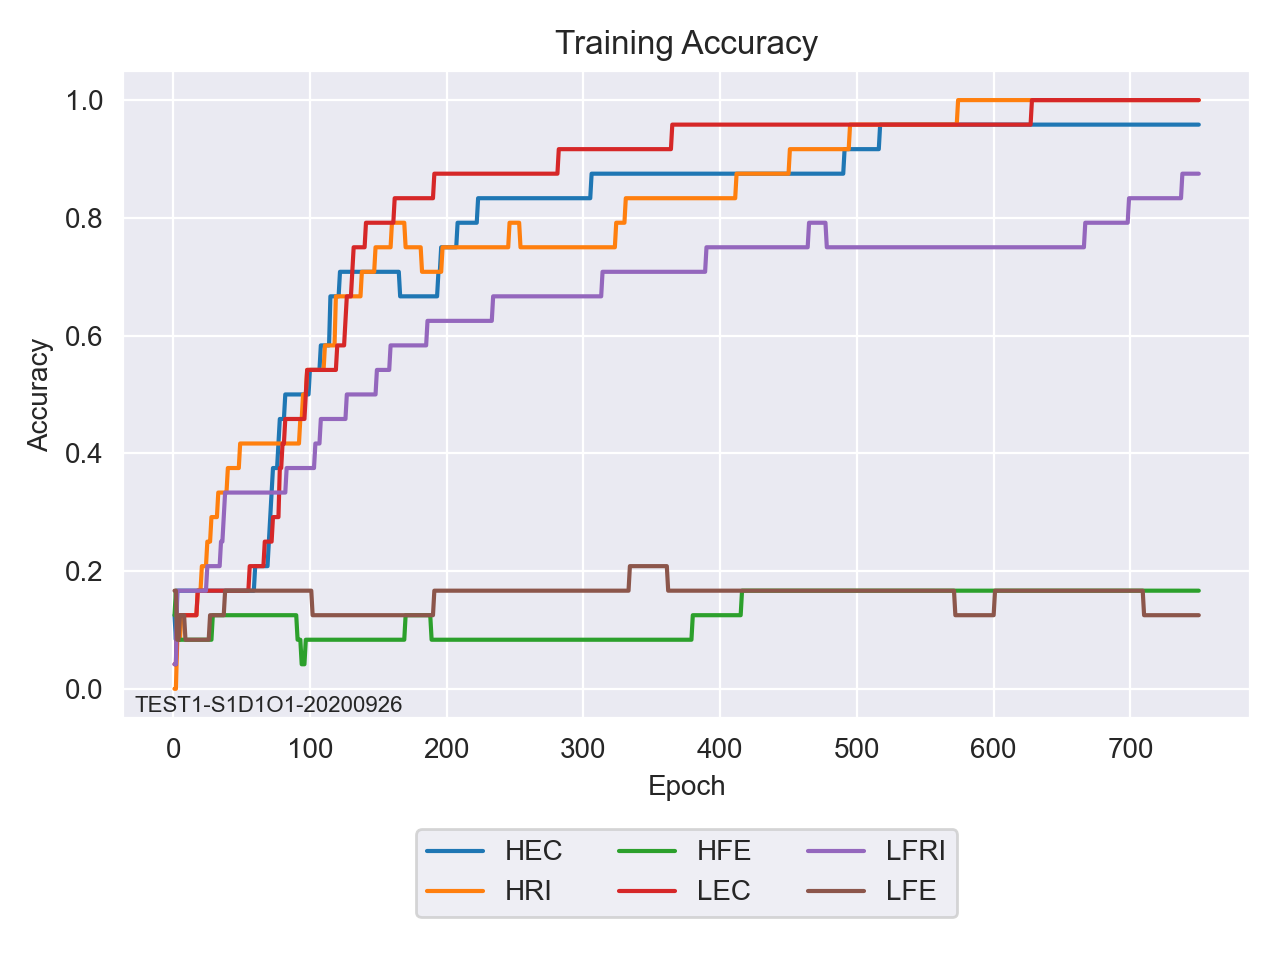 Training Accuracy
Accuracy
1.0
0.8
0.6
0.4
0.2
0.0
TEST1-S1D1O1-20200926
0 100 200 300 400 500 600 700
Epoch
HEC HFE LFRI
HRI LEC LFE